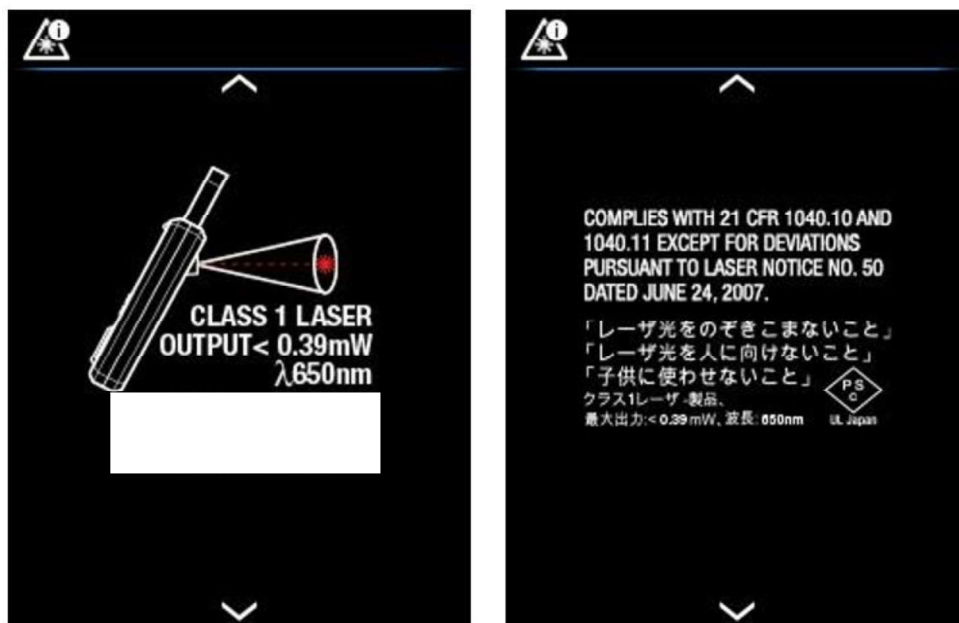 i
CLASS 1 LASER
OUTPUT< 0.39mW
λ650nm
i
COMPLIES WITH 21 CFR 1040.10 AND
1040.11 EXCEPT FOR DEVIATIONS
PURSUANT TO LASER NOTICE NO. 50
DATED JUNE 24, 2007.
「レーザ光をのぞきこまないこと」
「レーザ光を人に向けないこと」
「子供に使わせないこと」
クラス1レーザ-製品、
最大出力:< 0.39 mW、波長: 650nm
PS
C
UL Japan